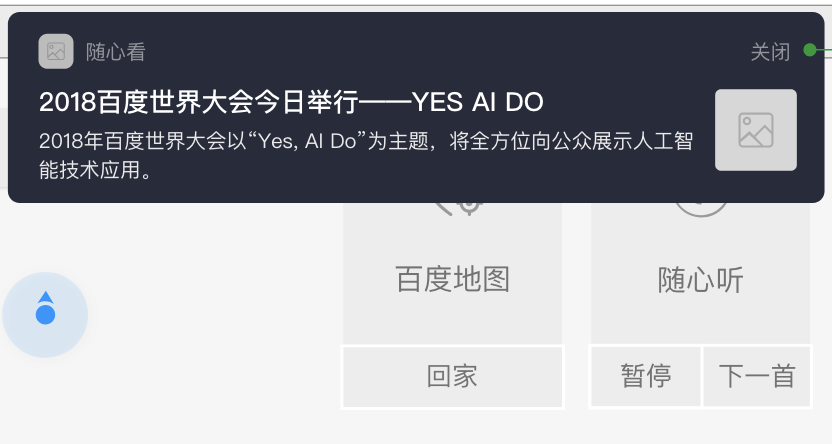 随心看
关闭
2018百度世界大会今日举行——YES AI DO
2018年百度世界大会以“Yes, AI Do”为主题，将全方位向公众展示人工智
能技术应用。
百度地图
随心听
回家
暂停
下一首